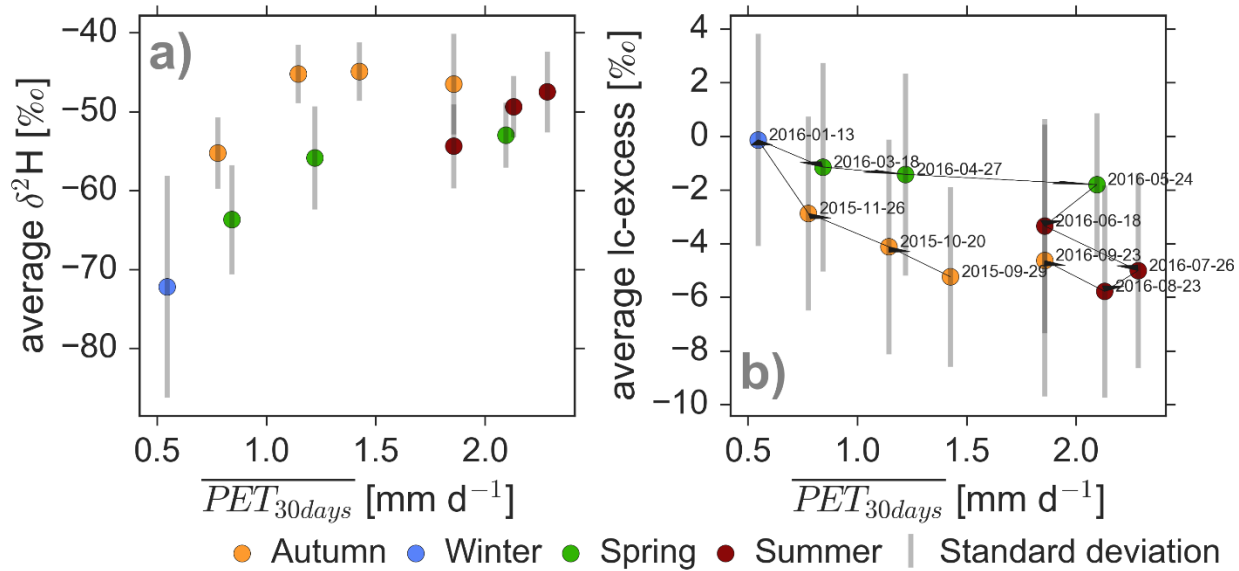 a)
average δ²H [‰]
−40
−50
−60
−70
−80
0.5 1.0 1.5 2.0
PET30days [mm d⁻¹]
b)
average lc-excess [‰]
4
2
0
−2
−4
−6
−8
−10
2016-01-13
2016-03-18
2016-04-27
2016-05-24
2015-11-26
2016-06-18
2015-10-20
2016-09-23
2015-09-29
2016-07-26
2016-08-23
0.5 1.0 1.5 2.0
PET30days [mm d⁻¹]
Autumn Winter Spring Summer Standard deviation